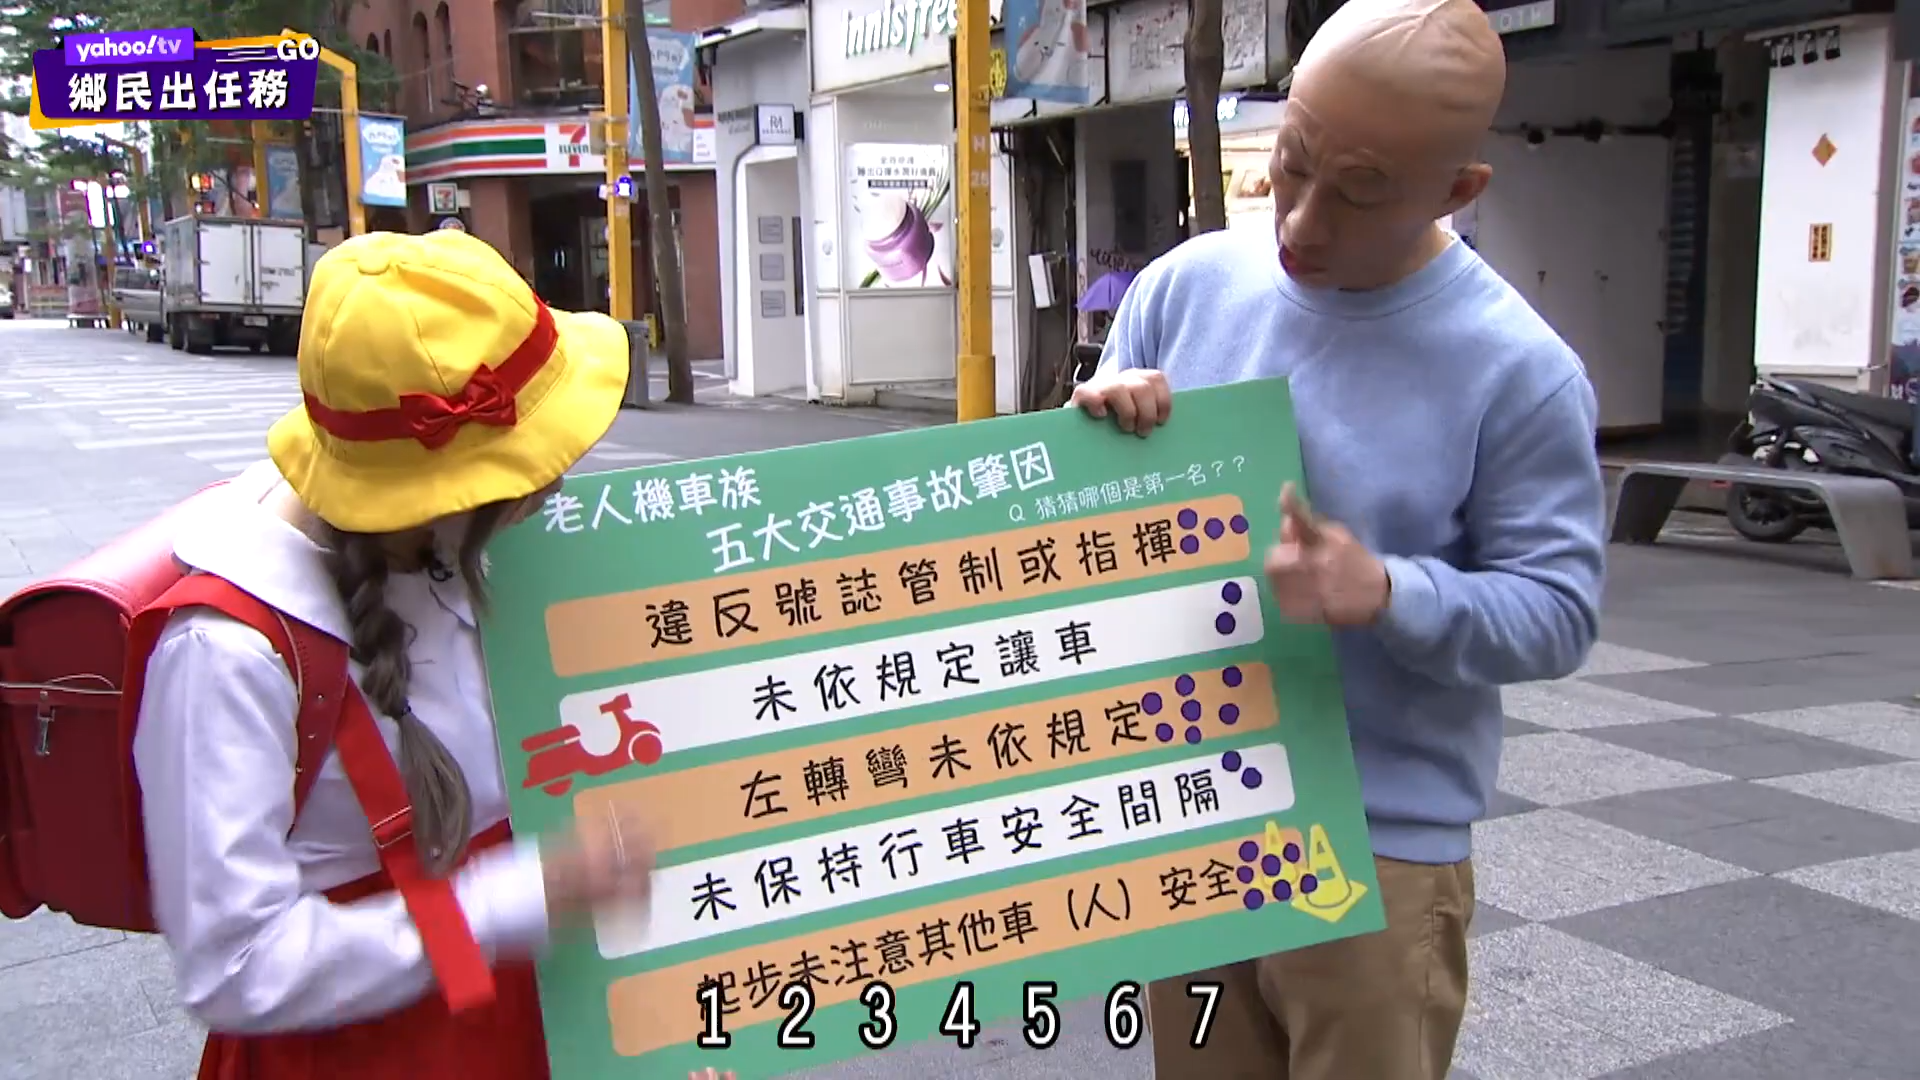 yahoo!tv
GO
鄉民出任務
innisfree
7
ELEVEn
RA
H
25
老人機車族
五大交通事故肇因
Q 猜猜哪個是第一名？？
違反號誌管制或指揮
未依規定讓車
左轉彎未依規定
未保持行車安全間隔
起步未注意其他車（人）安全
1 2 3 4 5 6 7